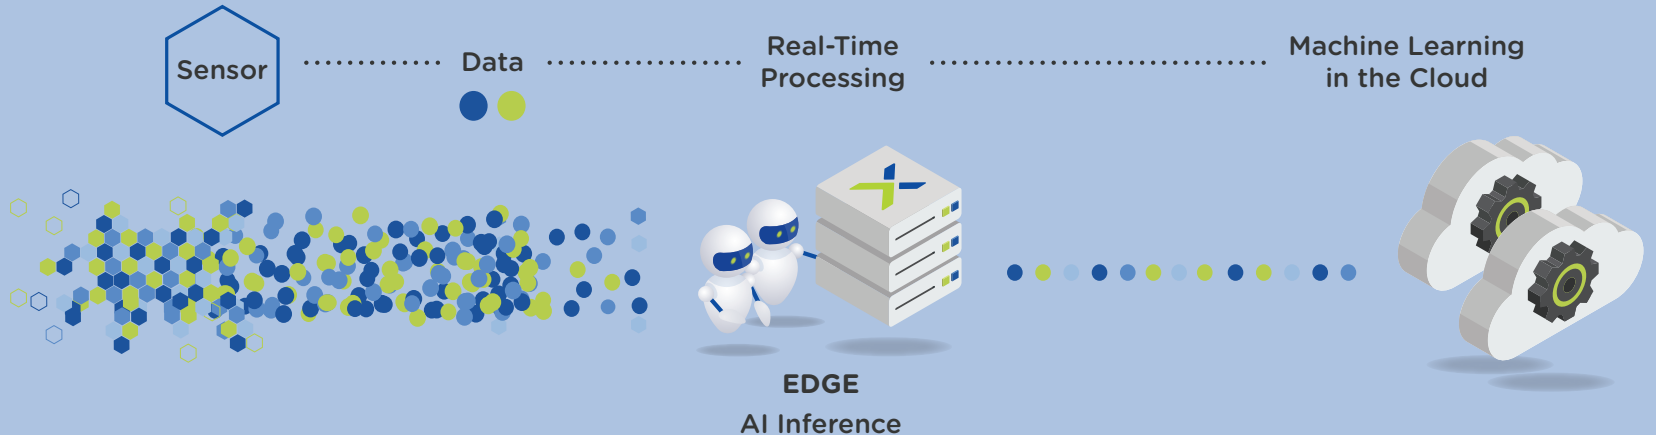 Sensor
Data
Real-Time
Processing
Machine Learning
in the Cloud
EDGE
AI Inference